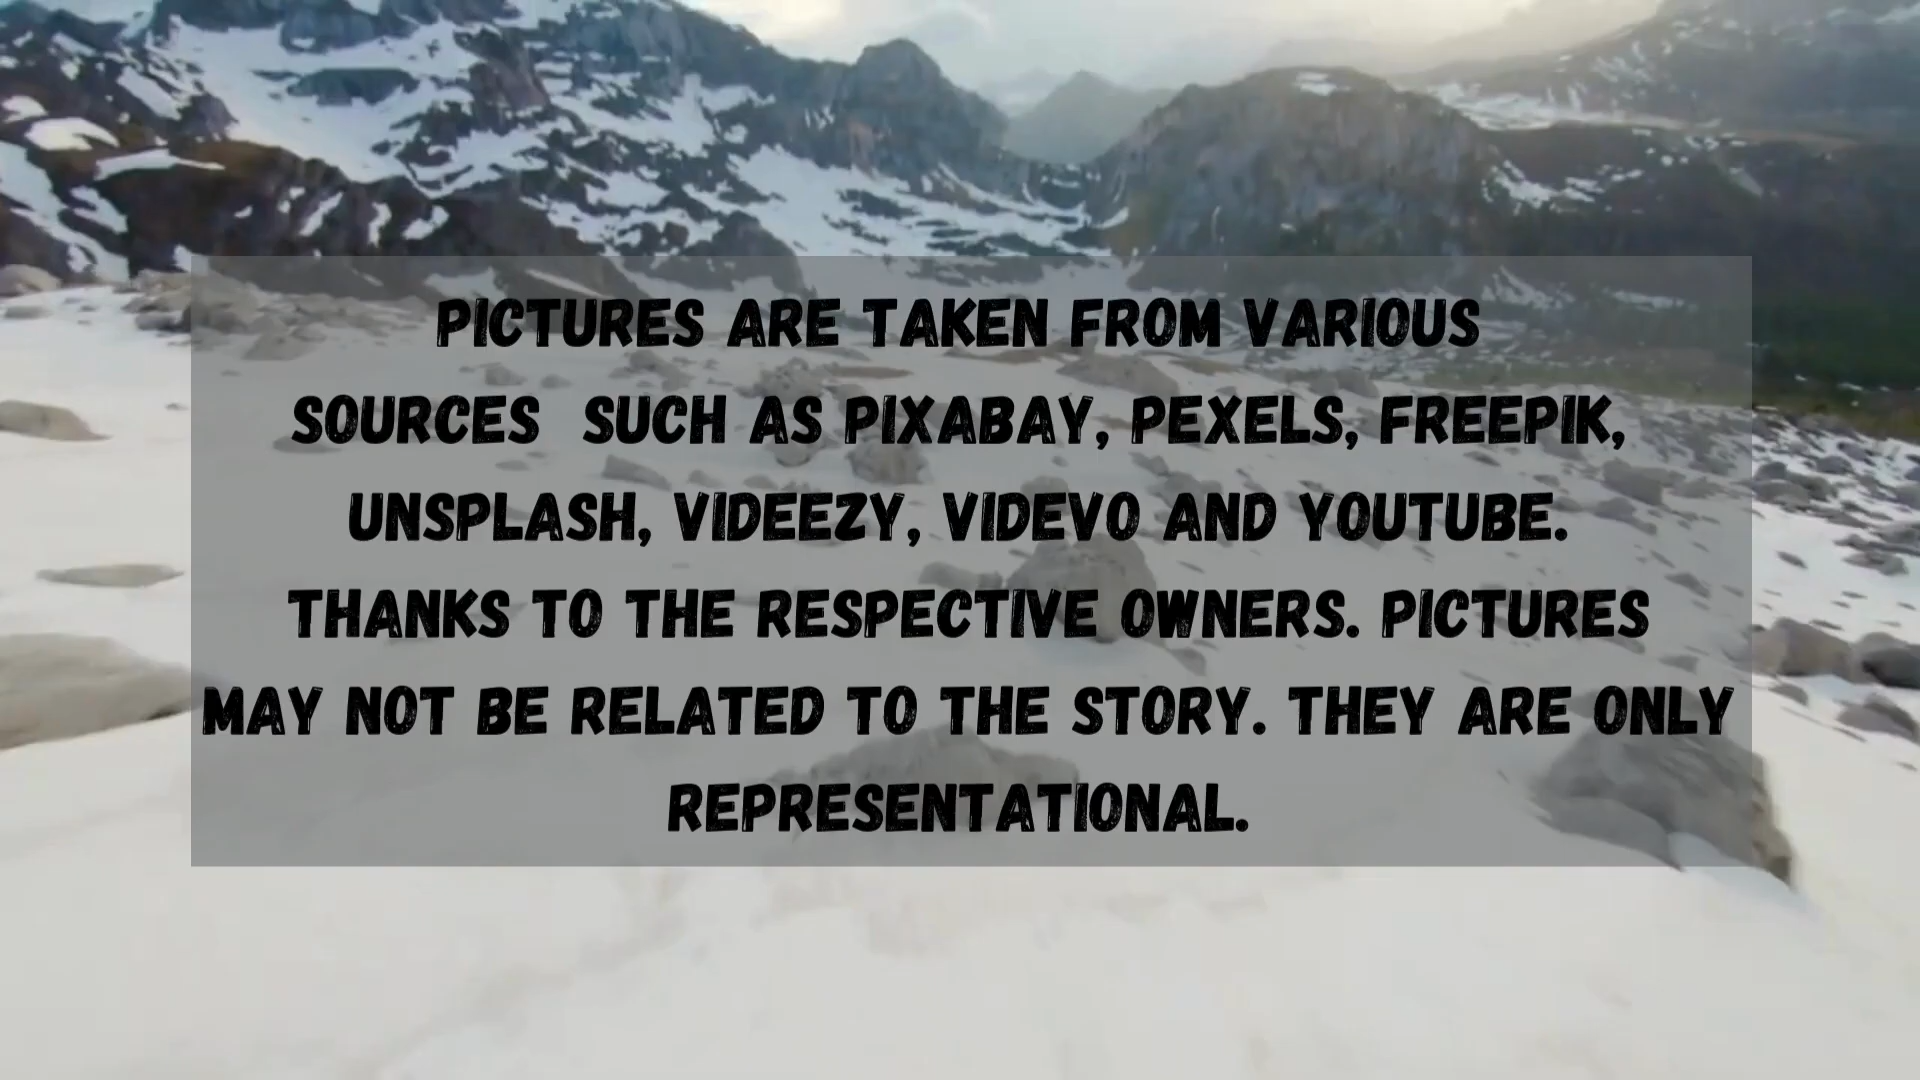 PICTURES ARE TAKEN FROM VARIOUS
SOURCES SUCH AS PIXABAY, PEXELS, FREEPIK,
UNSPLASH, VIDEEZY, VIDEVO AND YOUTUBE.
THANKS TO THE RESPECTIVE OWNERS. PICTURES
MAY NOT BE RELATED TO THE STORY. THEY ARE ONLY
REPRESENTATIONAL.